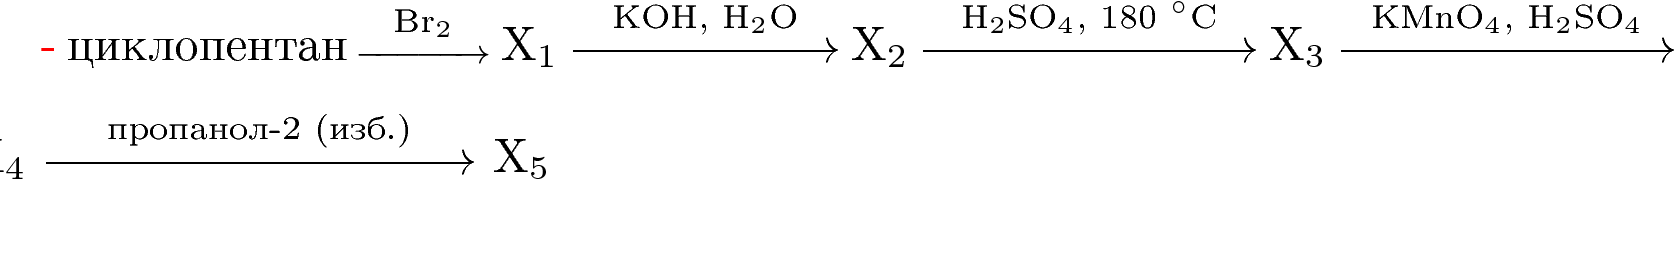 - циклопентан Br₂ X₁ KOH, H₂O X₂ H₂SO₄, 180 °C X₃ KMnO₄, H₂SO₄
₄ пропанол-2 (изб.) X₅